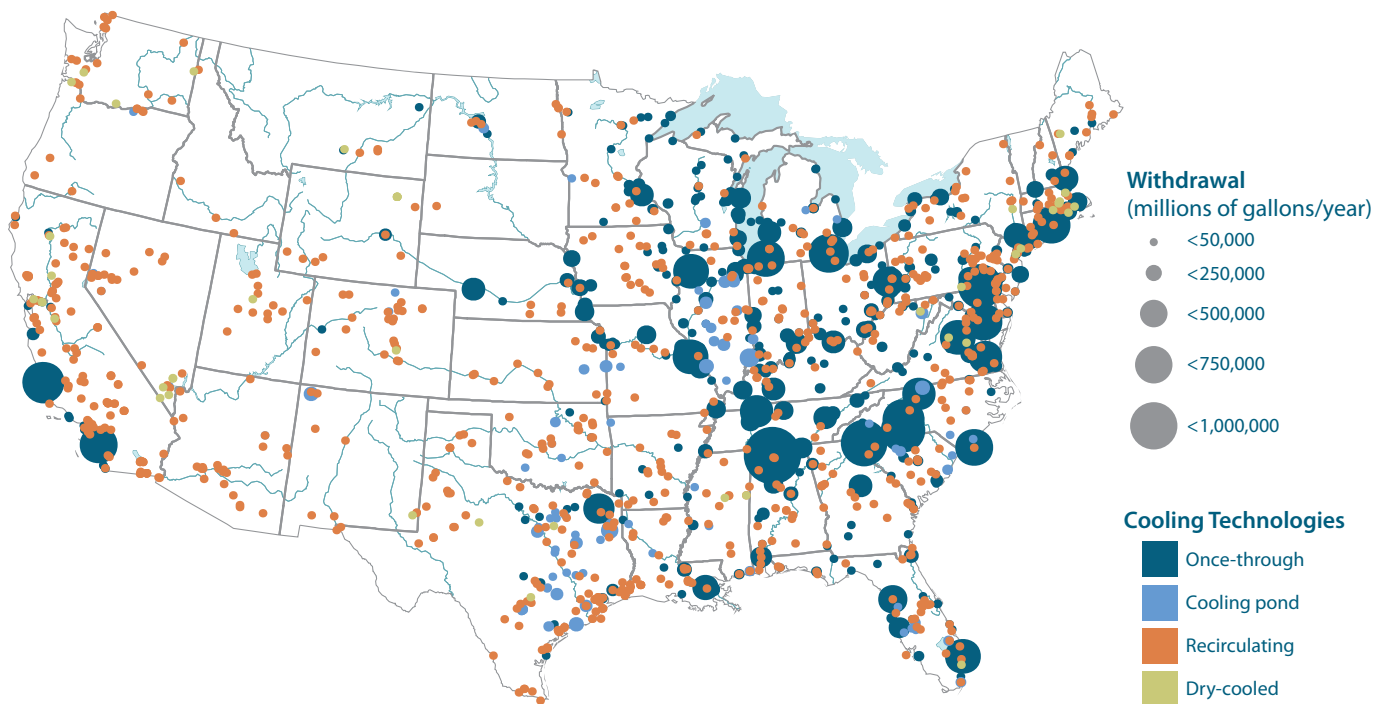 Withdrawal
(millions of gallons/year)
<50,000
<250,000
<500,000
<750,000
<1,000,000
Cooling Technologies
Once-through
Cooling pond
Recirculating
Dry-cooled